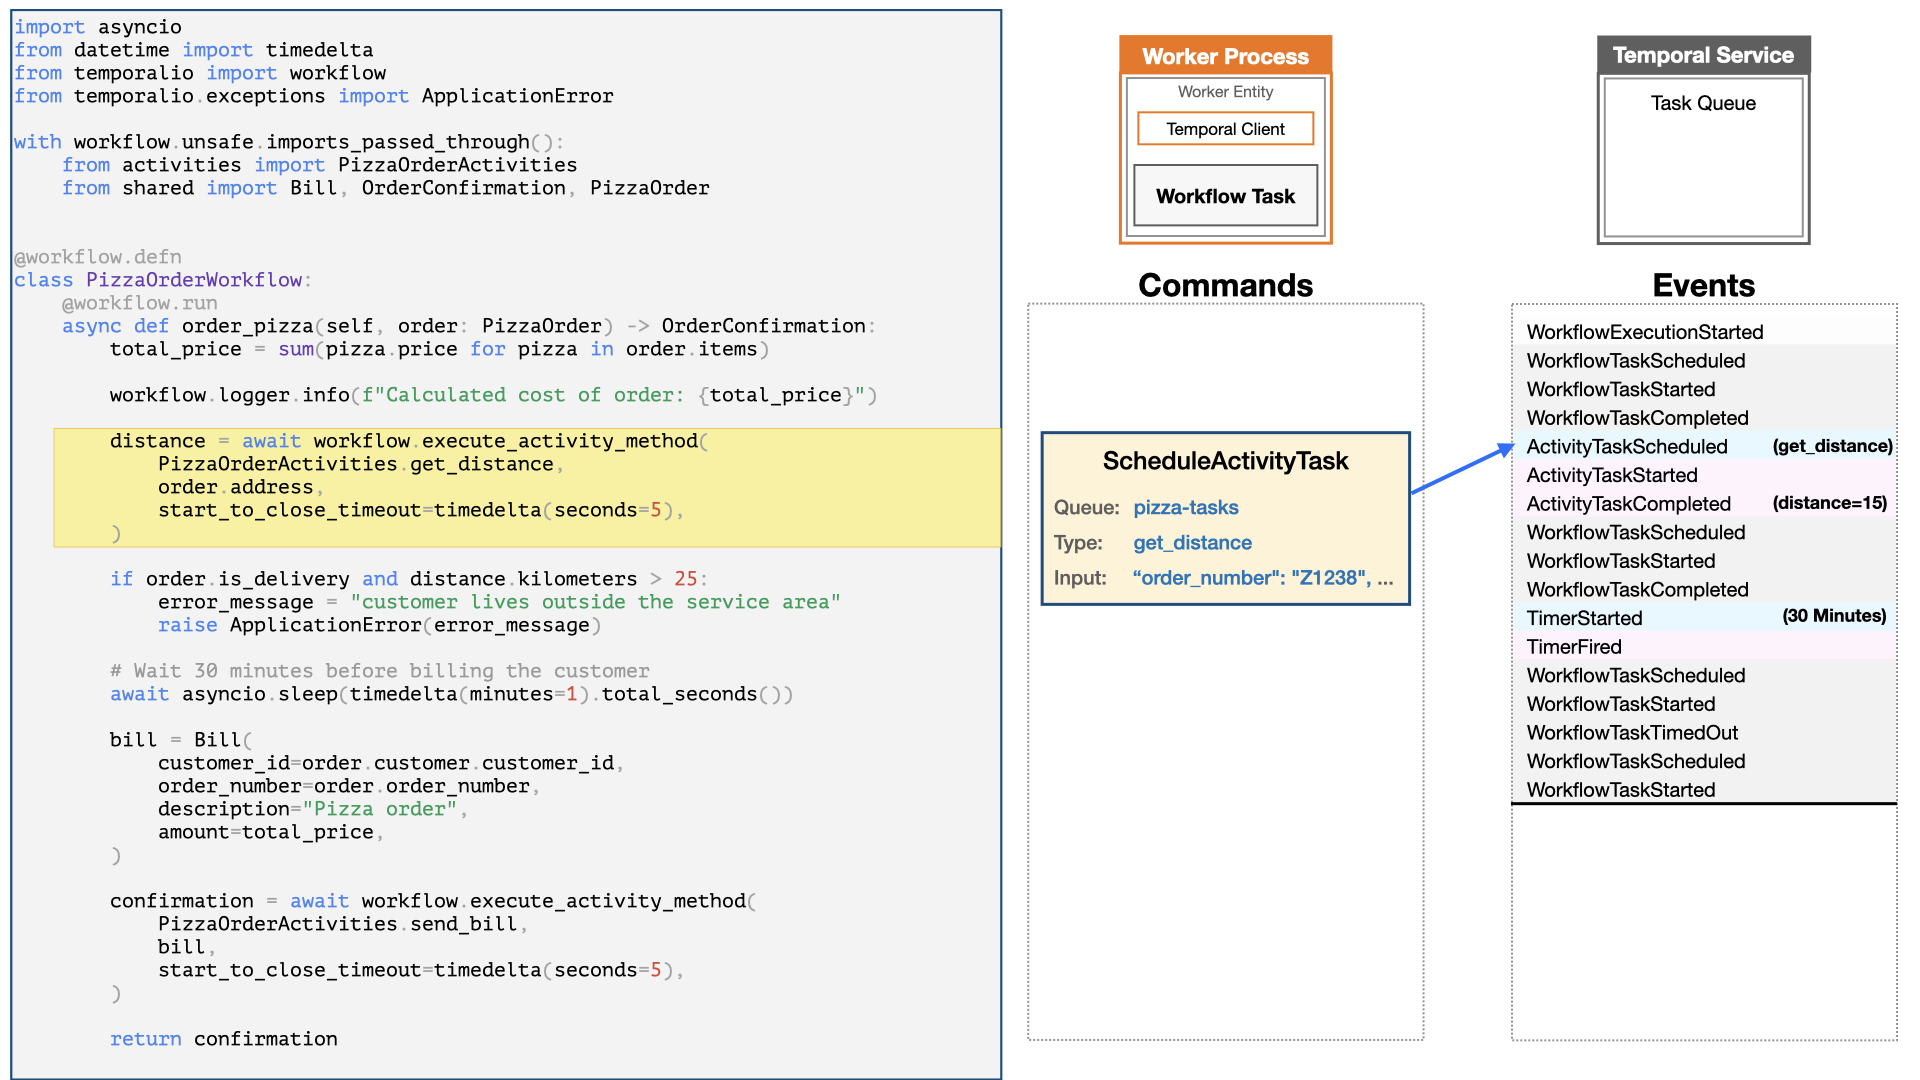 import asyncio
from datetime import timedelta
from temporalio import workflow
from temporalio.exceptions import ApplicationError

with workflow.unsafe.imports_passed_through():
    from activities import PizzaOrderActivities
    from shared import Bill, OrderConfirmation, PizzaOrder


@workflow.defn
class PizzaOrderWorkflow:
    @workflow.run
    async def order_pizza(self, order: PizzaOrder) -> OrderConfirmation:
        total_price = sum(pizza.price for pizza in order.items)

        workflow.logger.info(f"Calculated cost of order: {total_price}")

        distance = await workflow.execute_activity_method(
            PizzaOrderActivities.get_distance,
            order.address,
            start_to_close_timeout=timedelta(seconds=5),
        )

        if order.is_delivery and distance.kilometers > 25:
            error_message = "customer lives outside the service area"
            raise ApplicationError(error_message)

        # Wait 30 minutes before billing the customer
        await asyncio.sleep(timedelta(minutes=1).total_seconds())

        bill = Bill(
            customer_id=order.customer.customer_id,
            order_number=order.order_number,
            description="Pizza order",
            amount=total_price,
        )

        confirmation = await workflow.execute_activity_method(
            PizzaOrderActivities.send_bill,
            bill,
            start_to_close_timeout=timedelta(seconds=5),
        )

        return confirmation
Worker Process
Worker Entity
Temporal Client
Workflow Task
Temporal Service
Task Queue
Commands
ScheduleActivityTask
Queue: pizza-tasks
Type: get_distance
Input: “order_number": "Z1238", ...
Events
WorkflowExecutionStarted
WorkflowTaskScheduled
WorkflowTaskStarted
WorkflowTaskCompleted
ActivityTaskScheduled (get_distance)
ActivityTaskStarted
ActivityTaskCompleted (distance=15)
WorkflowTaskScheduled
WorkflowTaskStarted
WorkflowTaskCompleted
TimerStarted (30 Minutes)
TimerFired
WorkflowTaskScheduled
WorkflowTaskStarted
WorkflowTaskTimedOut
WorkflowTaskScheduled
WorkflowTaskStarted